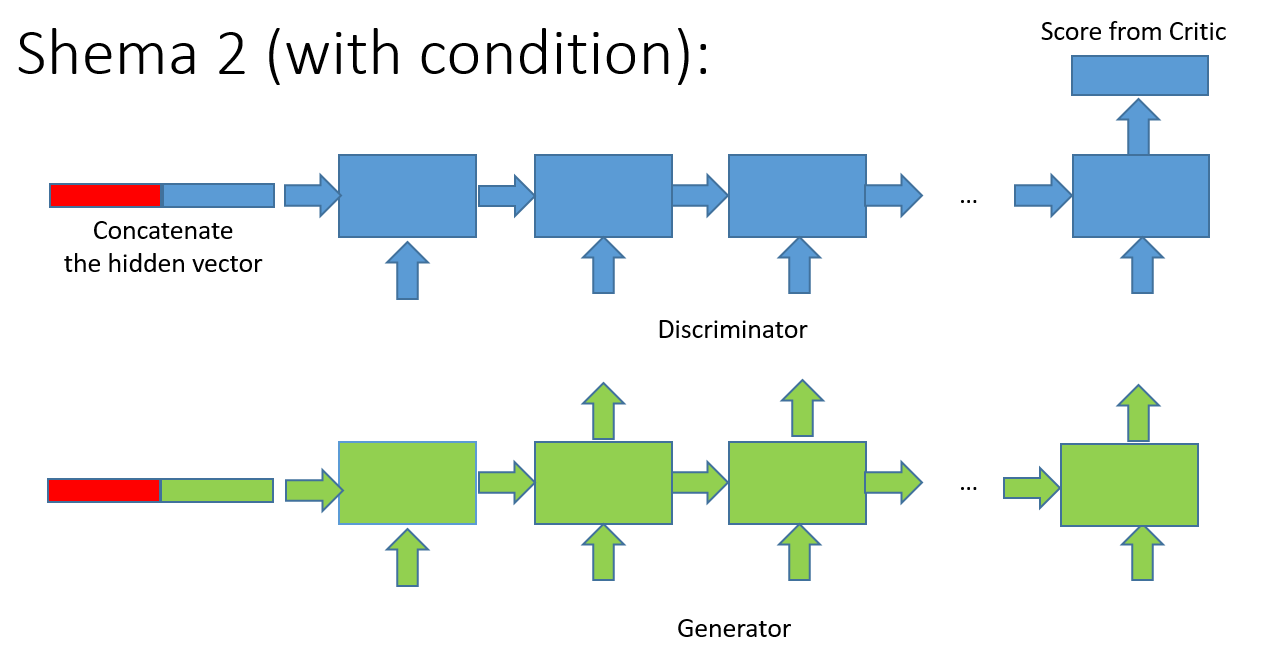 Shema 2 (with condition):
Score from Critic
...
Concatenate
the hidden vector
Discriminator
...
Generator